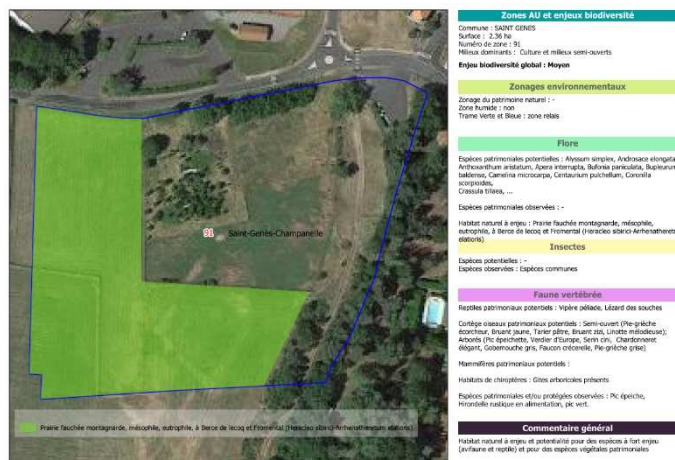 91
Saint-Genès-Champanelle
Prairie fauchée montagnarde, mésophile, eutrophile, à Berce de lecoq et Fromental (Heracleo sibirici-Arrhenatheretum elatioris)
Zones AU et enjeux biodiversité
Commune : SAINT GENES
Surface : 2.36 ha
Numéro de zone : 91
Milieux dominants : Culture et milieux semi-ouverts
Enjeu biodiversité global : Moyen
Zonages environnementaux
Zonage du patrimoine naturel : -
Zone humide : non
Trame Verte et Bleue : zone relais
Flore
Espèces patrimoniales potentielles : Alyssum simplex, Androsace elongata,
Anthoxanthum aristatum, Apera interrupta, Bufonia paniculata, Bupleurum
baldense, Camelina microcarpa, Centaurium pulchellum, Coronilla
scorpioides,
Crassula tillaea, ...
Espèces patrimoniales observées : -
Habitat naturel à enjeu : Prairie fauchée montagnarde, mésophile,
eutrophile, à Berce de lecoq et Fromental (Heracleo sibirici-Arrhenatheretum
elatioris)
Insectes
Espèces potentielles : -
Espèces observées : Espèces communes
Faune vertébrée
Reptiles patrimoniaux potentiels : Vipère péliade, Lézard des souches
Cortège oiseaux patrimoniaux potentiels : Semi-ouvert (Pie-grièche
écorcheur, Bruant jaune, Tarier pâtre, Bruant zizi, Linotte mélodieuse);
Arborés (Pic épeichette, Verdier d'Europe, Serin cini, Chardonneret
élégant, Gobemouche gris, Faucon crécerelle, Pie-grièche grise)
Mammifères patrimoniaux potentiels :
Habitats de chiroptères : Gites arboricoles présents
Espèces patrimoniales et/ou protégées observées : Pic épeiche,
Hirondelle rustique en alimentation, pic vert.
Commentaire général
Habitat naturel à enjeu et potentialité pour des espèces à fort enjeu
(avifaune et reptile) et pour des espèces végétales patrimoniales